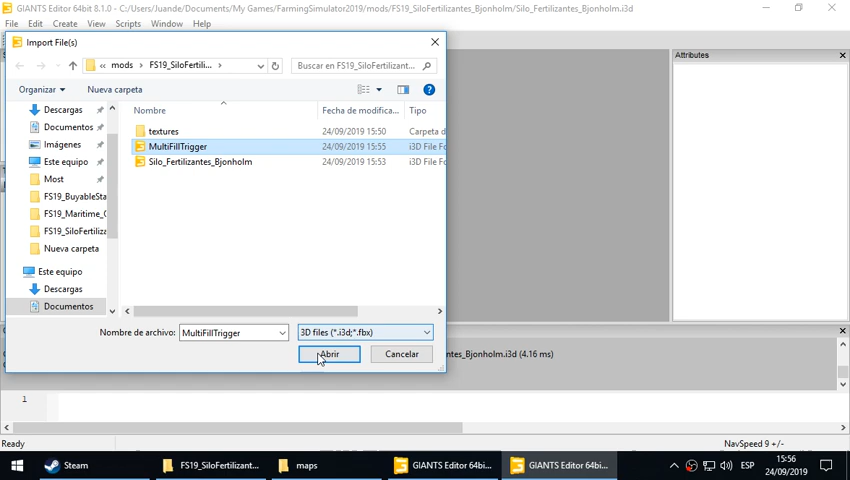 GIANTS Editor 64bit 8.1.0 - C:/Users/Juande/Documents/My Games/FarmingSimulator2019/mods/FS19_SiloFertilizantes_Bjonholm/Silo_Fertilizantes_Bjonholm.i3d
File Edit Create View Scripts Window Help
Import File(s)
Attributes
« mods › FS19_SiloFertili... ›
Buscar en FS19_SiloFertilizant...
Organizar Nueva carpeta
Nombre Fecha de modifica... Tipo
Descargas
Documentos
Imágenes
Este equipo
Most
FS19_BuyableSta
FS19_Maritime_
FS19_SiloFertiliza
Nueva carpeta
Este equipo
Descargas
Documentos
textures 24/09/2019 15:50 Carpeta d
MultiFillTrigger 24/09/2019 15:55 i3D File Fo
Silo_Fertilizantes_Bjonholm 24/09/2019 15:53 i3D File Fo
Nombre de archivo: MultiFillTrigger 3D files (*.i3d;*.fbx)
Abrir Cancelar
ntes_Bjonholm.i3d (4.16 ms)
1
Ready NavSpeed 9 +/-
Steam FS19_SiloFertilizant... maps GIANTS Editor 64bi... GIANTS Editor 64bi... ESP 15:56
24/09/2019